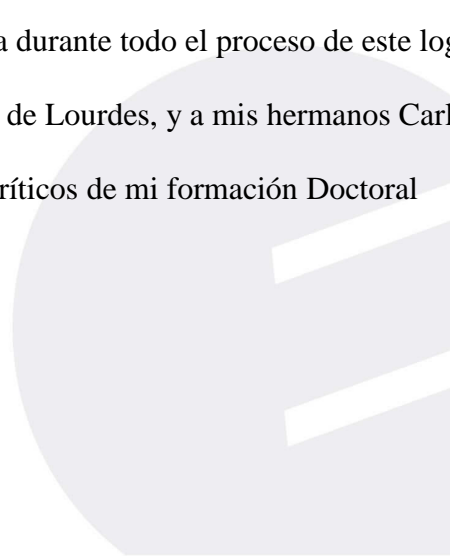 a durante todo el proceso de este log
de Lourdes, y a mis hermanos Carl
ríticos de mi formación Doctoral